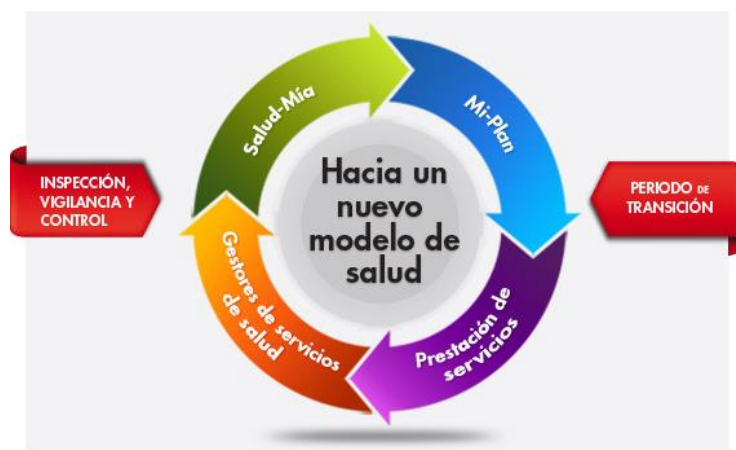 Salud-Mía
Mi-Plan
Hacia un
nuevo
modelo de
salud
INSPECCIÓN,
VIGILANCIA Y
CONTROL
PERIODO DE
TRANSICIÓN
Gestores de servicios
de salud
Prestación de
servicios